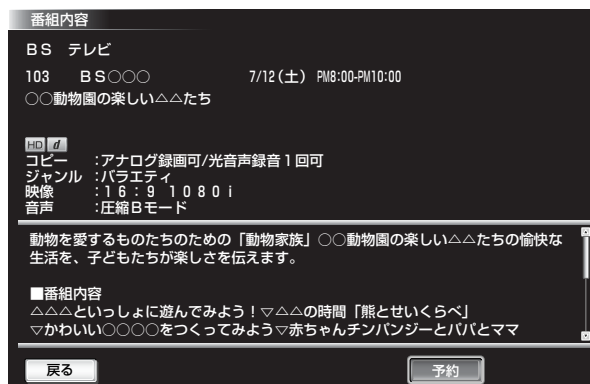 番組内容
BS テレビ
103 BS○○○ 7/12(土) PM8:00-PM10:00
○○動物園の楽しい△△たち
HD d
コピー :アナログ録画可/光音声録音1回可
ジャンル :バラエティ
映像 :16:9 1080i
音声 :圧縮Bモード
動物を愛するものたちのための「動物家族」○○動物園の楽しい△△たちの愉快な
生活を、子どもたちが楽しさを伝えます。
■番組内容
△△△といっしょに遊んでみよう!▽△△の時間「熊とせいくらべ」
▽かわいい○○○○をつくってみよう▽赤ちゃんチンパンジーとパパとママ
戻る 予約